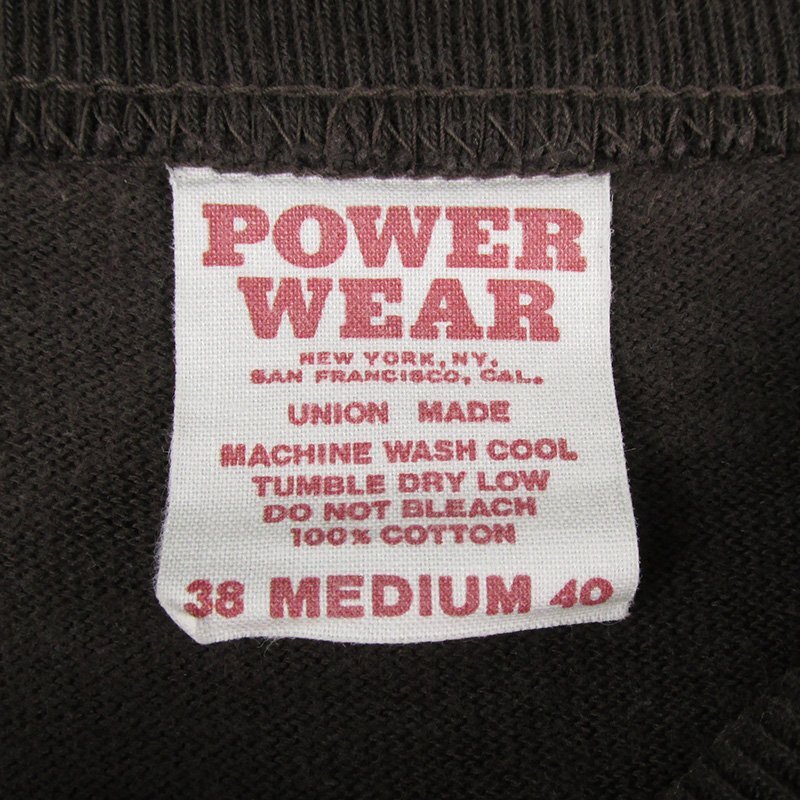 POWER
WEAR
NEW YORK, NY.
SAN FRANCISCO, CAL.
UNION MADE
MACHINE WASH COOL
TUMBLE DRY LOW
DO NOT BLEACH
100% COTTON
38 MEDIUM 40